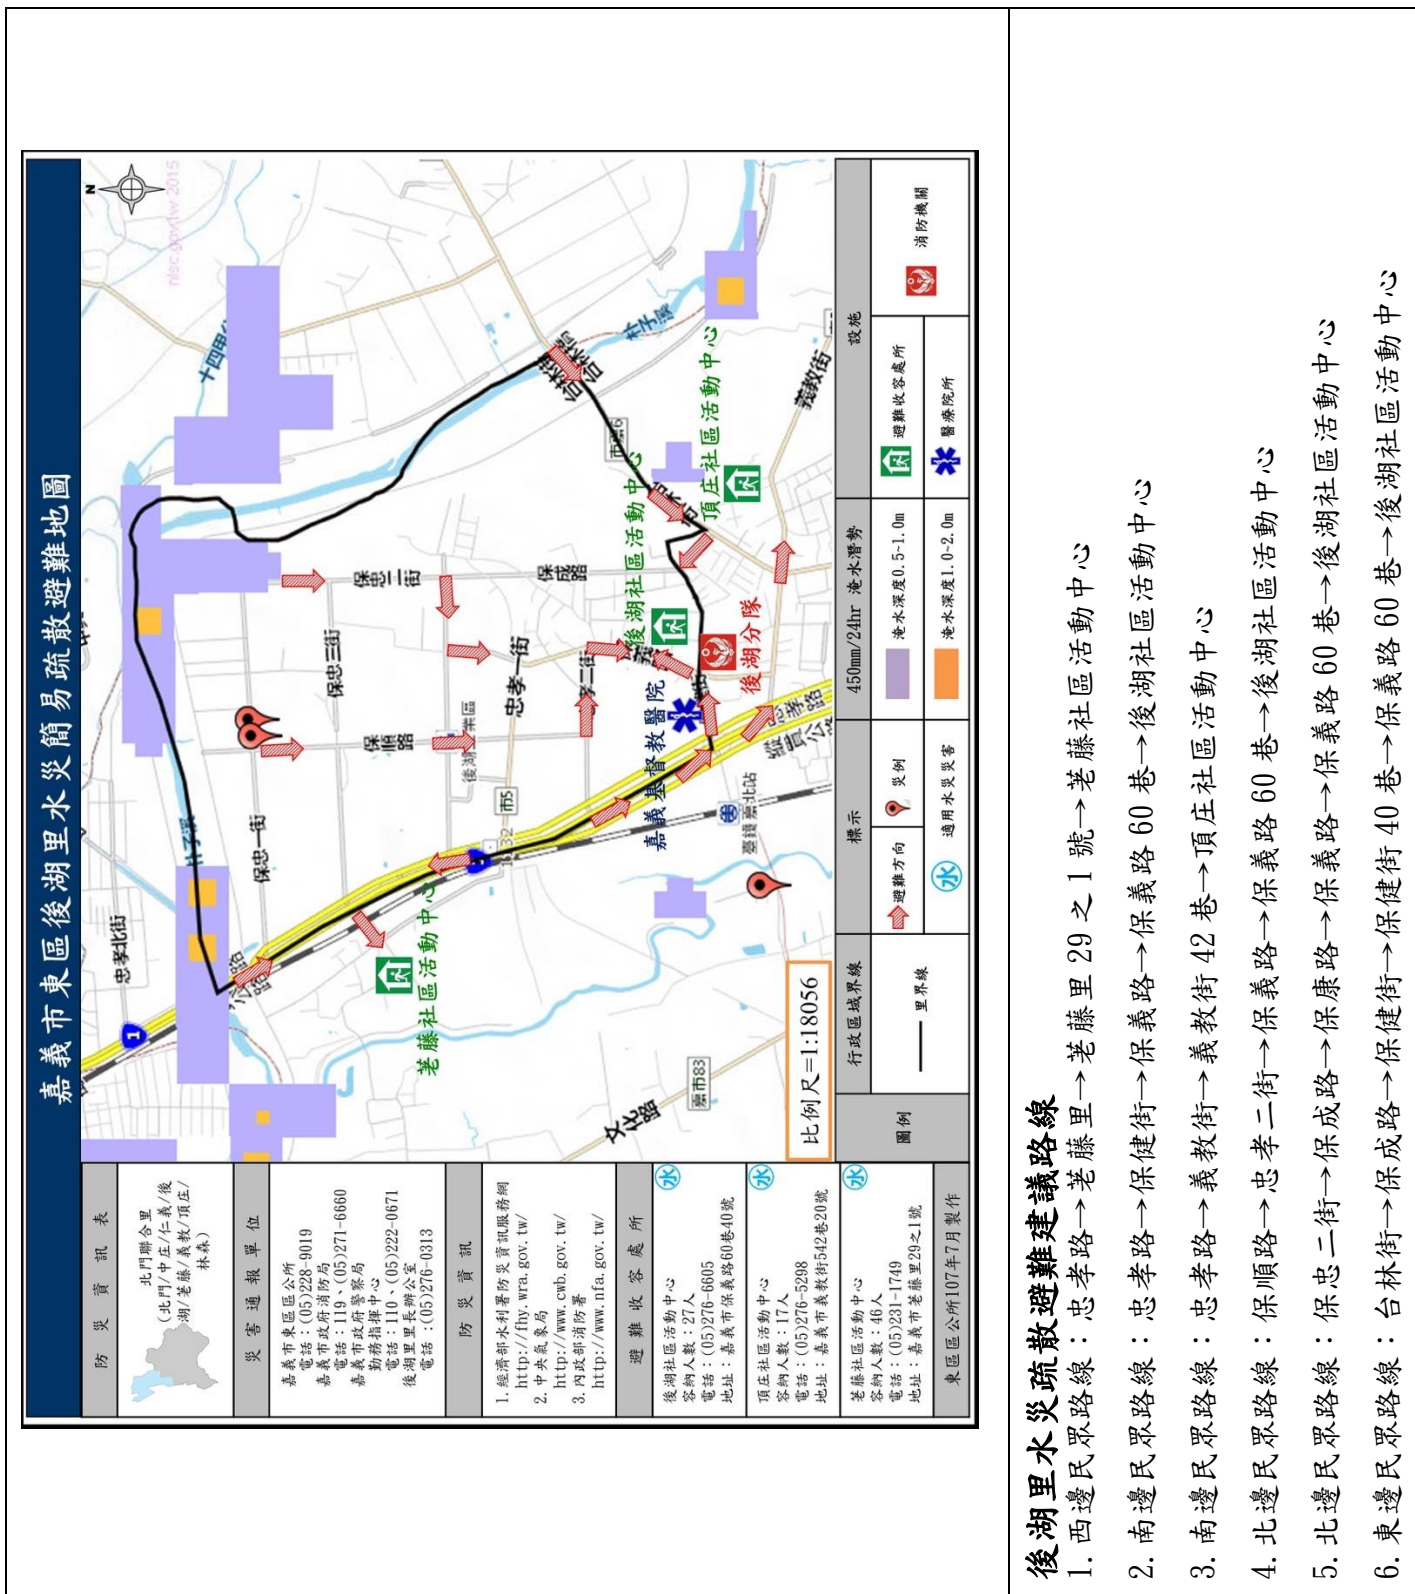 嘉義市東區後湖里水災簡易疏散避難地圖
防災資訊表
北門聯合里
(北門/中庄/仁義/後
湖/荖藤/義教/頂庄/
林森)
災害通報單位
嘉義市東區公所
電話：(05)228-9019
嘉義市政府消防局
電話：119、(05)271-6660
嘉義市政府警察局
勤務指揮中心
電話：110、(05)222-0671
後湖里里長辦公室
電話：(05)276-0313
防災資訊
1.經濟部水利署防災資訊服務網
http://fhy.wra.gov.tw/
2.中央氣象局
http://www.cwb.gov.tw/
3.內政部消防署
http://www.nfa.gov.tw/
避難收容處所
後湖社區活動中心
水
容納人數：27人
電話：(05)276-6605
地址：嘉義市保義路60巷40號
頂庄社區活動中心
水
容納人數：17人
電話：(05)276-5298
地址：嘉義市義教街542巷20號
荖藤社區活動中心
水
容納人數：46人
電話：(05)231-1749
地址：嘉義市荖藤里29之1號
東區區公所107年7月製作
N
nlsc.gov.tw 2015
忠孝北街
1
朴子溪
保忠一街
保忠三街
保忠二街
保順路
保成路
忠孝一街
市5
市嘉6
朴子溪
義教街
後湖社區活動中心
頂庄社區活動中心
荖藤社區活動中心
嘉義基督教醫院
後湖分隊
臺鐵嘉北站
忠孝路
嘉市83
文化路
比例尺=1:18056
圖例
行政區域界線
里界線
標示
避難方向
災例
水
適用水災災害
450mm/24hr 淹水潛勢
淹水深度0.5~1.0m
淹水深度1.0~2.0m
設施
避難收容處所
醫療院所
消防機關
後湖里水災疏散避難建議路線
1.西邊民眾路線：忠孝路→荖藤里→荖藤里29之1號→荖藤社區活動中心
2.南邊民眾路線：忠孝路→保健街→保義路→保義路60巷→後湖社區活動中心
3.南邊民眾路線：忠孝路→義教街→義教街42巷→頂庄社區活動中心
4.北邊民眾路線：保順路→忠孝二街→保義路→保義路60巷→後湖社區活動中心
5.北邊民眾路線：保忠二街→保成路→保康路→保義路→保義路60巷→後湖社區活動中心
6.東邊民眾路線：台林街→保成路→保健街→保健街40巷→保義路60巷→後湖社區活動中心